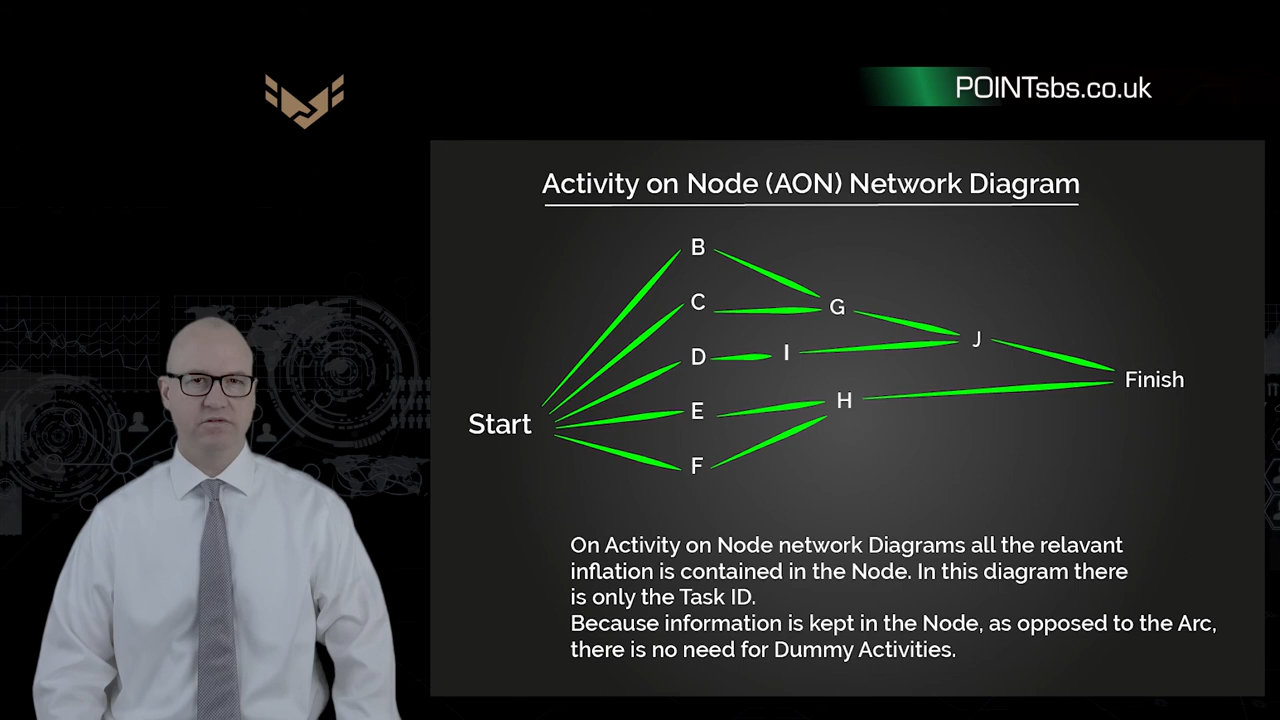 POINTsbs.co.uk
Activity on Node (AON) Network Diagram
B
C
G
D
I
J
E
H
Finish
Start
F
On Activity on Node network Diagrams all the relavant
inflation is contained in the Node. In this diagram there
is only the Task ID.
Because information is kept in the Node, as opposed to the Arc,
there is no need for Dummy Activities.